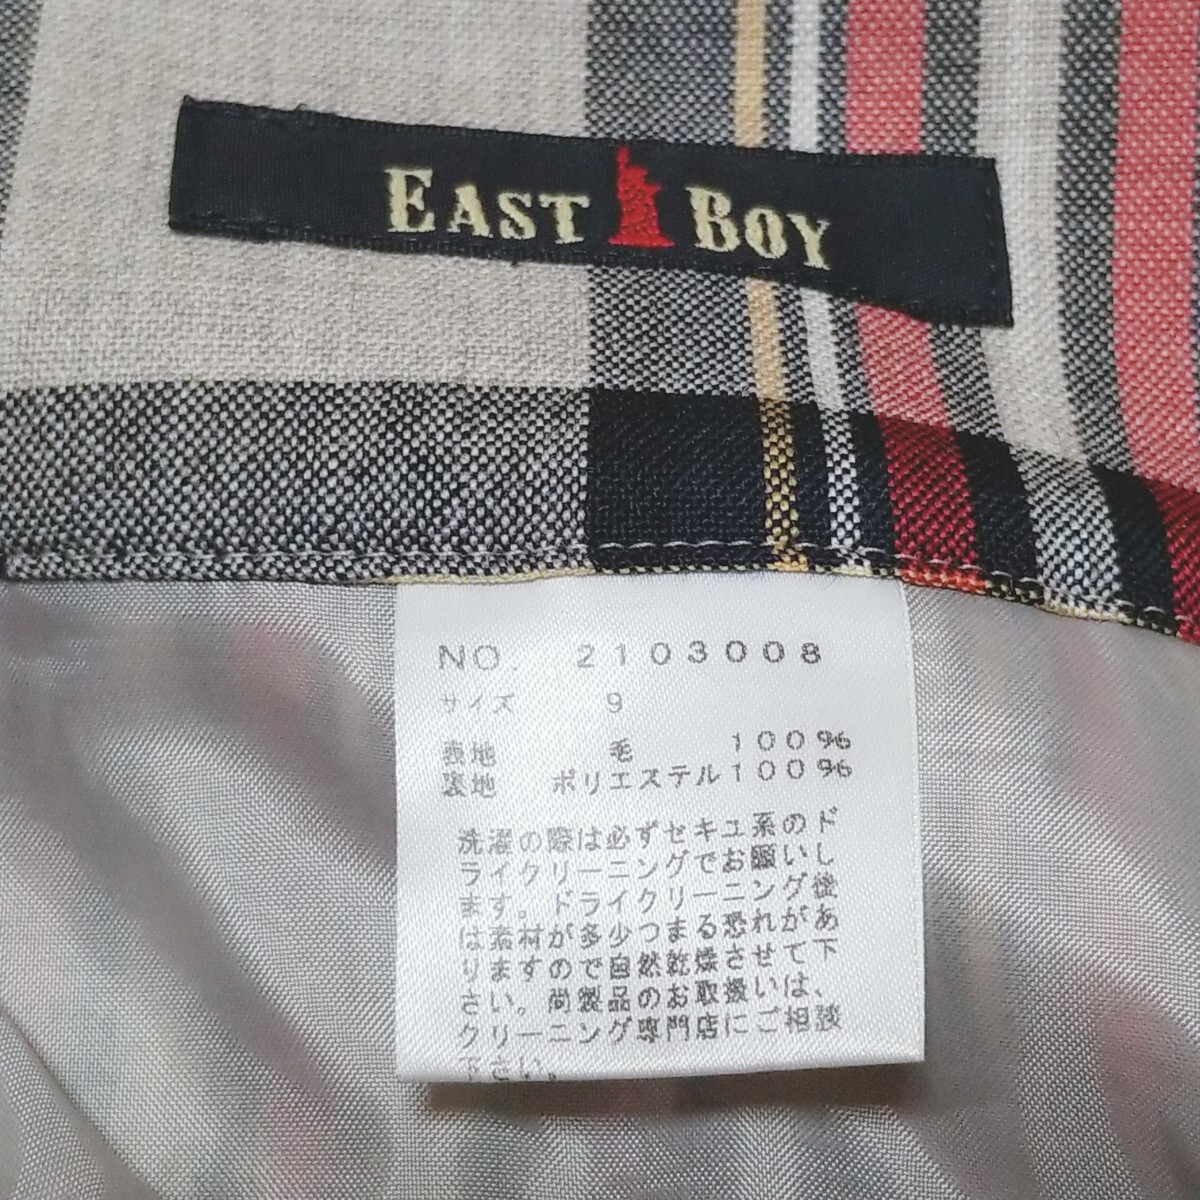 EAST BOY
NO. 2103008
サイズ 9
表地 毛 100%
裏地 ポリエステル100%
洗濯の際は必ずセキユ系のド
ライクリーニングでお願いし
ます。ドライクリーニング後
は素材が多少つまる恐れがあ
りますので自然乾燥させて下
さい。尚製品のお取扱いは、
クリーニング専門店にご相談
下さい。